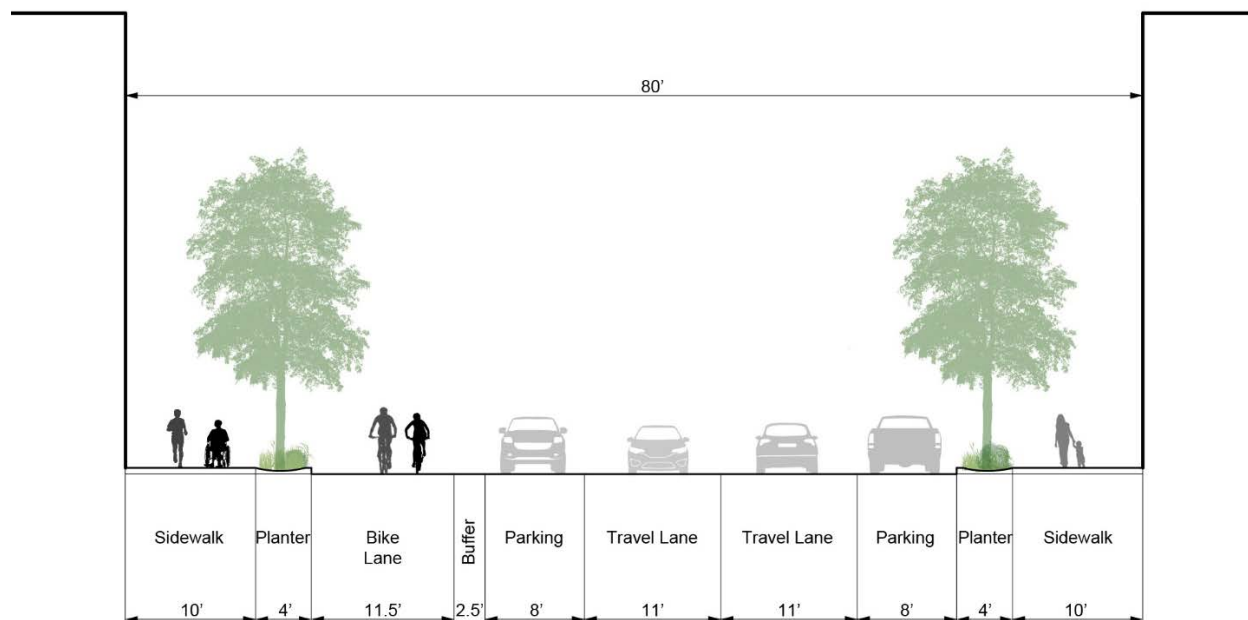 80’
Sidewalk
Planter
Bike
Lane
Buffer
Parking
Travel Lane
Travel Lane
Parking
Planter
Sidewalk
10’
4’
11.5’
2.5’
8’
11’
11’
8’
4’
10’